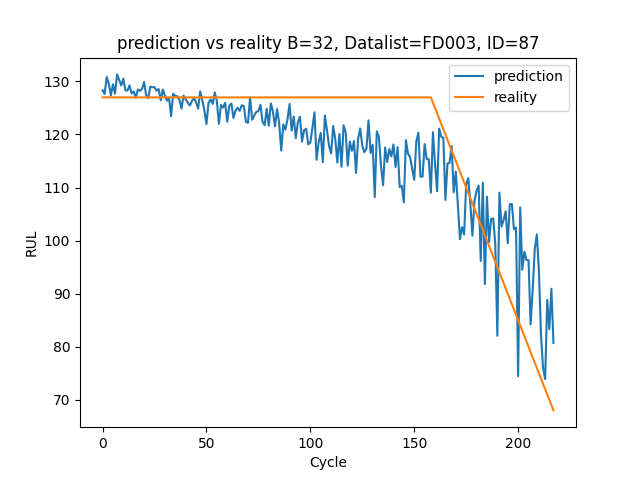 prediction vs reality B=32, Datalist=FD003, ID=87
prediction
reality
RUL
130
120
110
100
90
80
70
0 50 100 150 200
Cycle